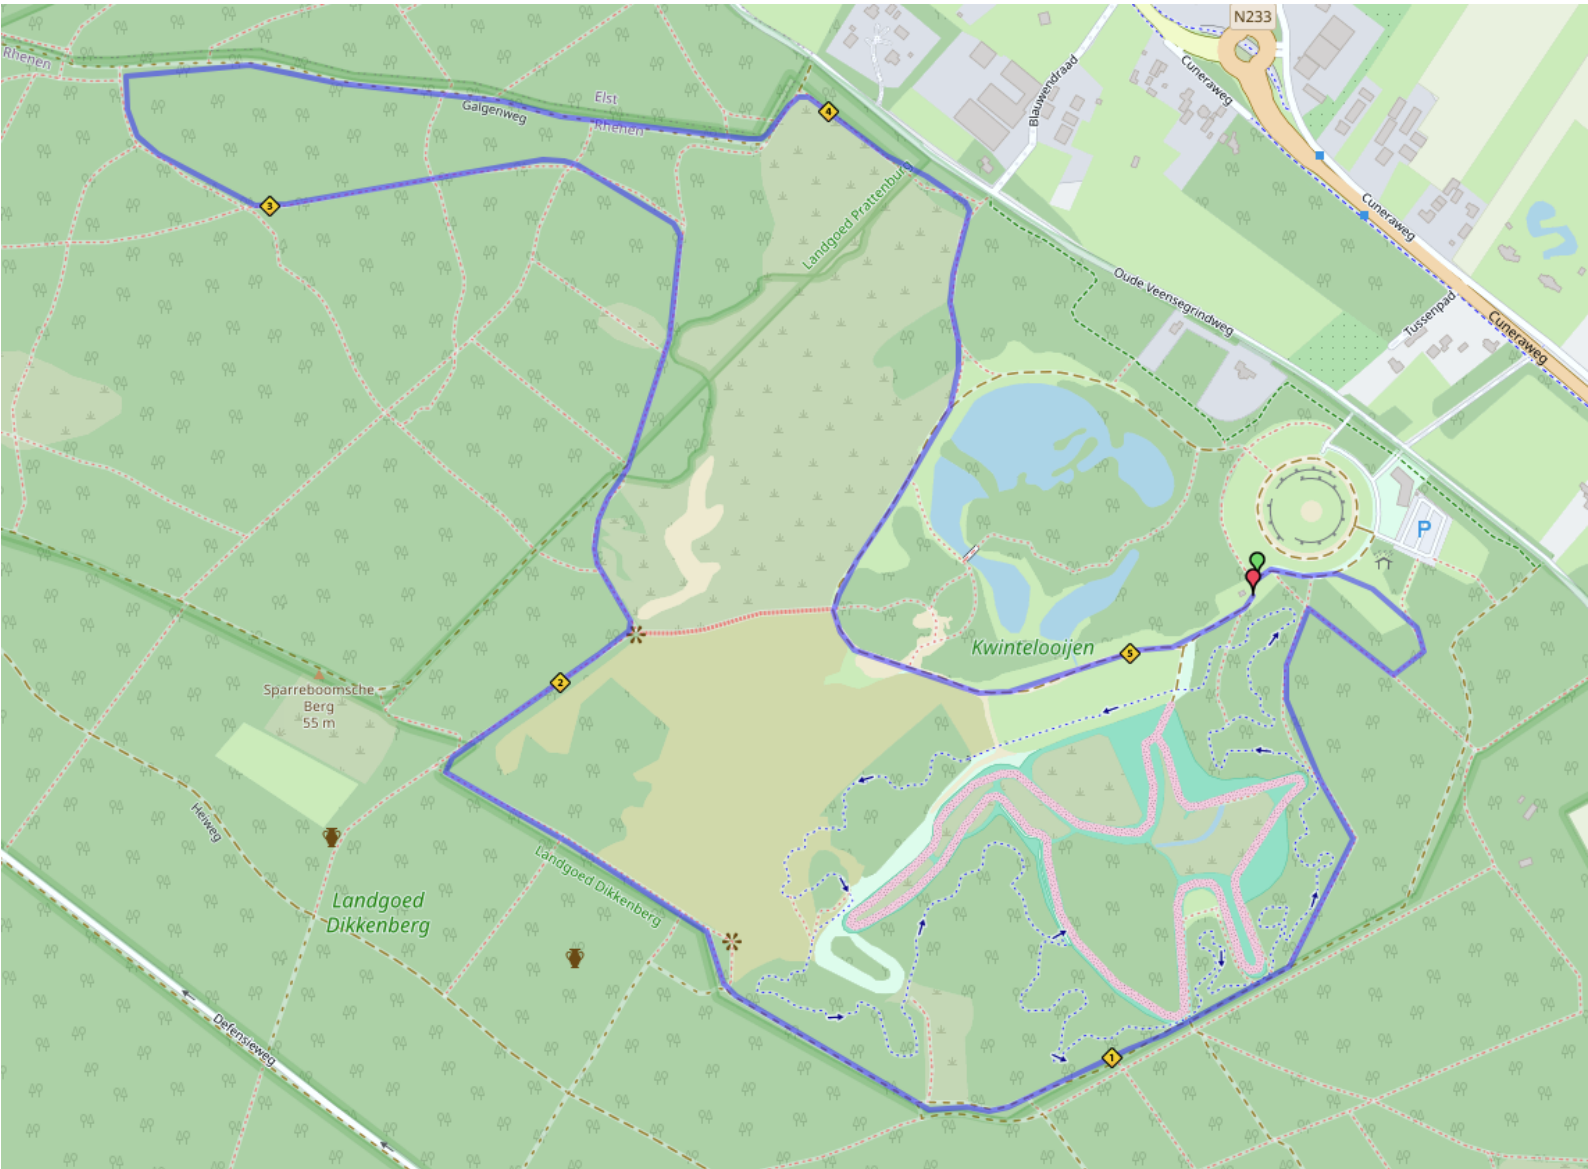 N233
Rhenen
Cuneraweg
Blauwendraad
Elst
Galgenweg
Rhenen
4
Landgoed Prattenburg
3
Cuneraweg
Oude Veensegrindweg
Tussenpad
Cuneraweg
P
Kwintelooijen
5
2
Sparreboomsche
Berg
55 m
Heiweg
Landgoed Dikkenberg
Landgoed
Dikkenberg
Defensieweg
1